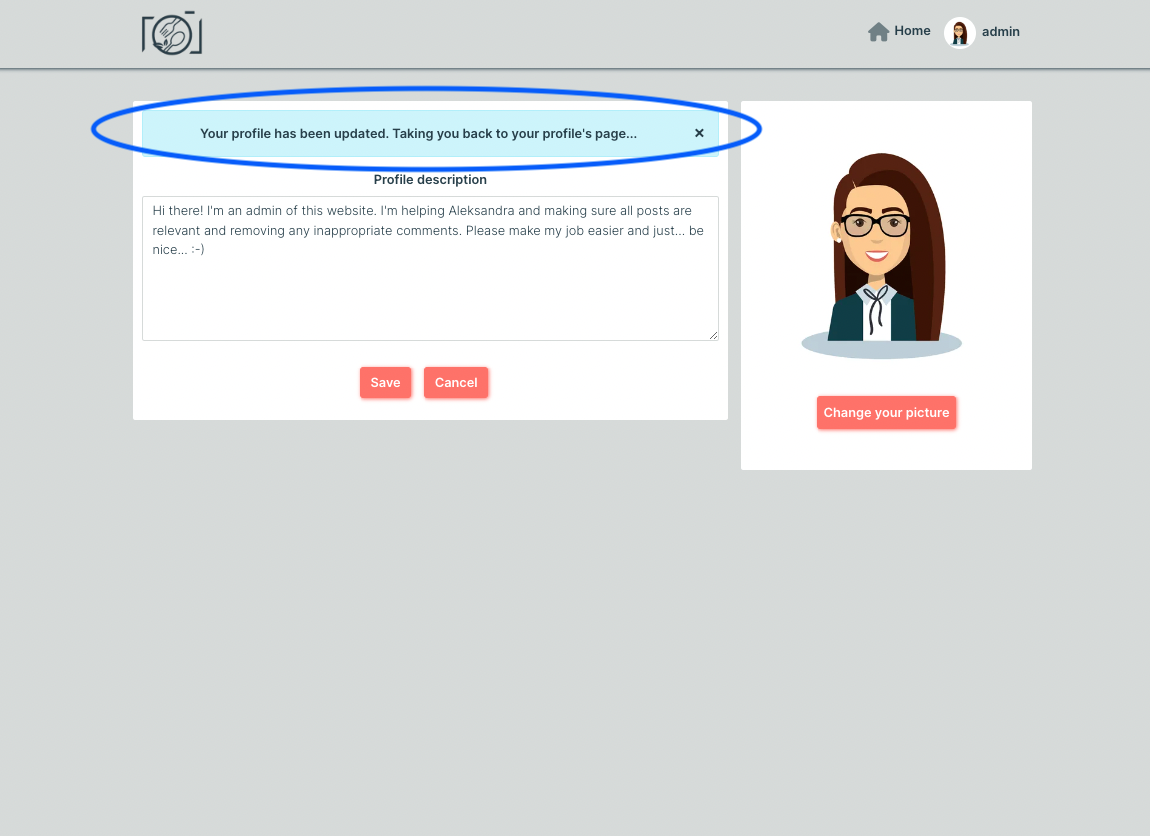 Home
admin
Your profile has been updated. Taking you back to your profile's page...
×
Profile description
Hi there! I'm an admin of this website. I'm helping Aleksandra and making sure all posts are
relevant and removing any inappropriate comments. Please make my job easier and just... be
nice... :-)
Save
Cancel
Change your picture